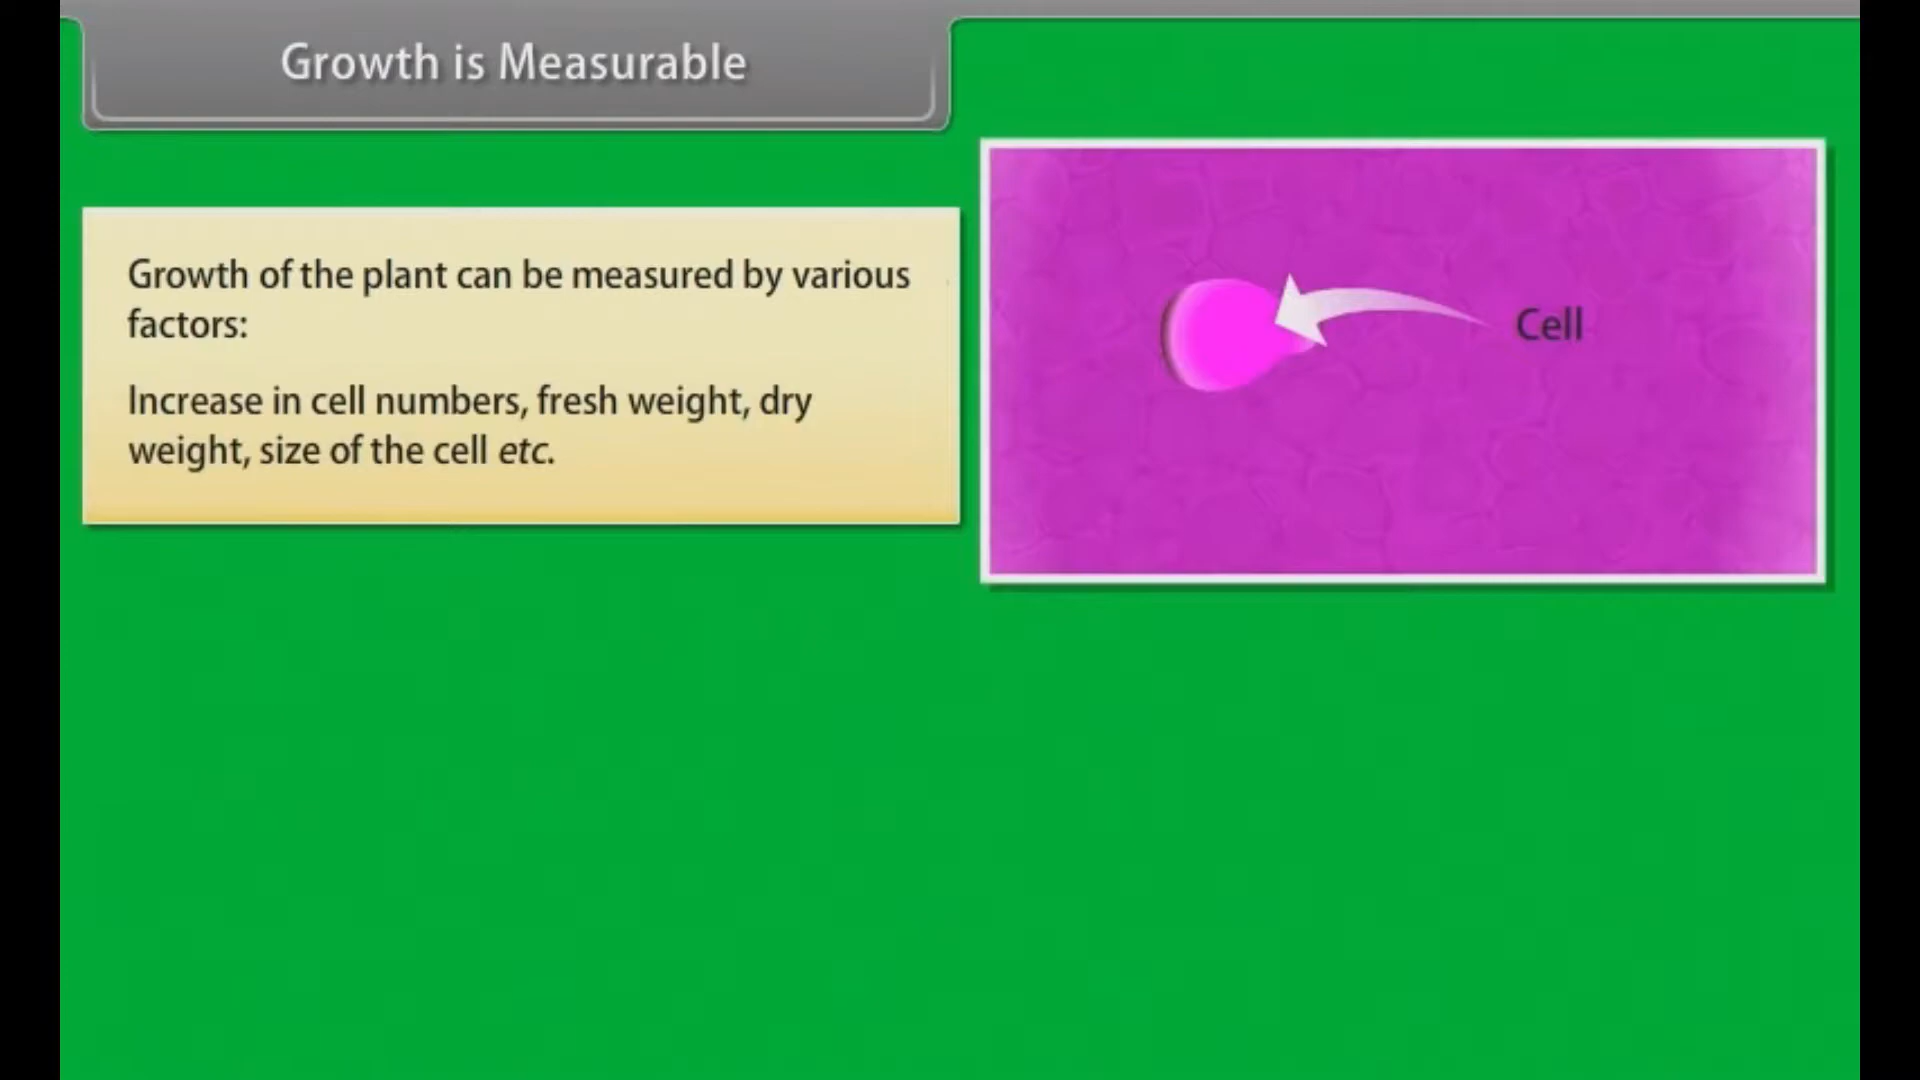 Growth is Measurable
Growth of the plant can be measured by various
factors:
Increase in cell numbers, fresh weight, dry
weight, size of the cell etc.
Cell